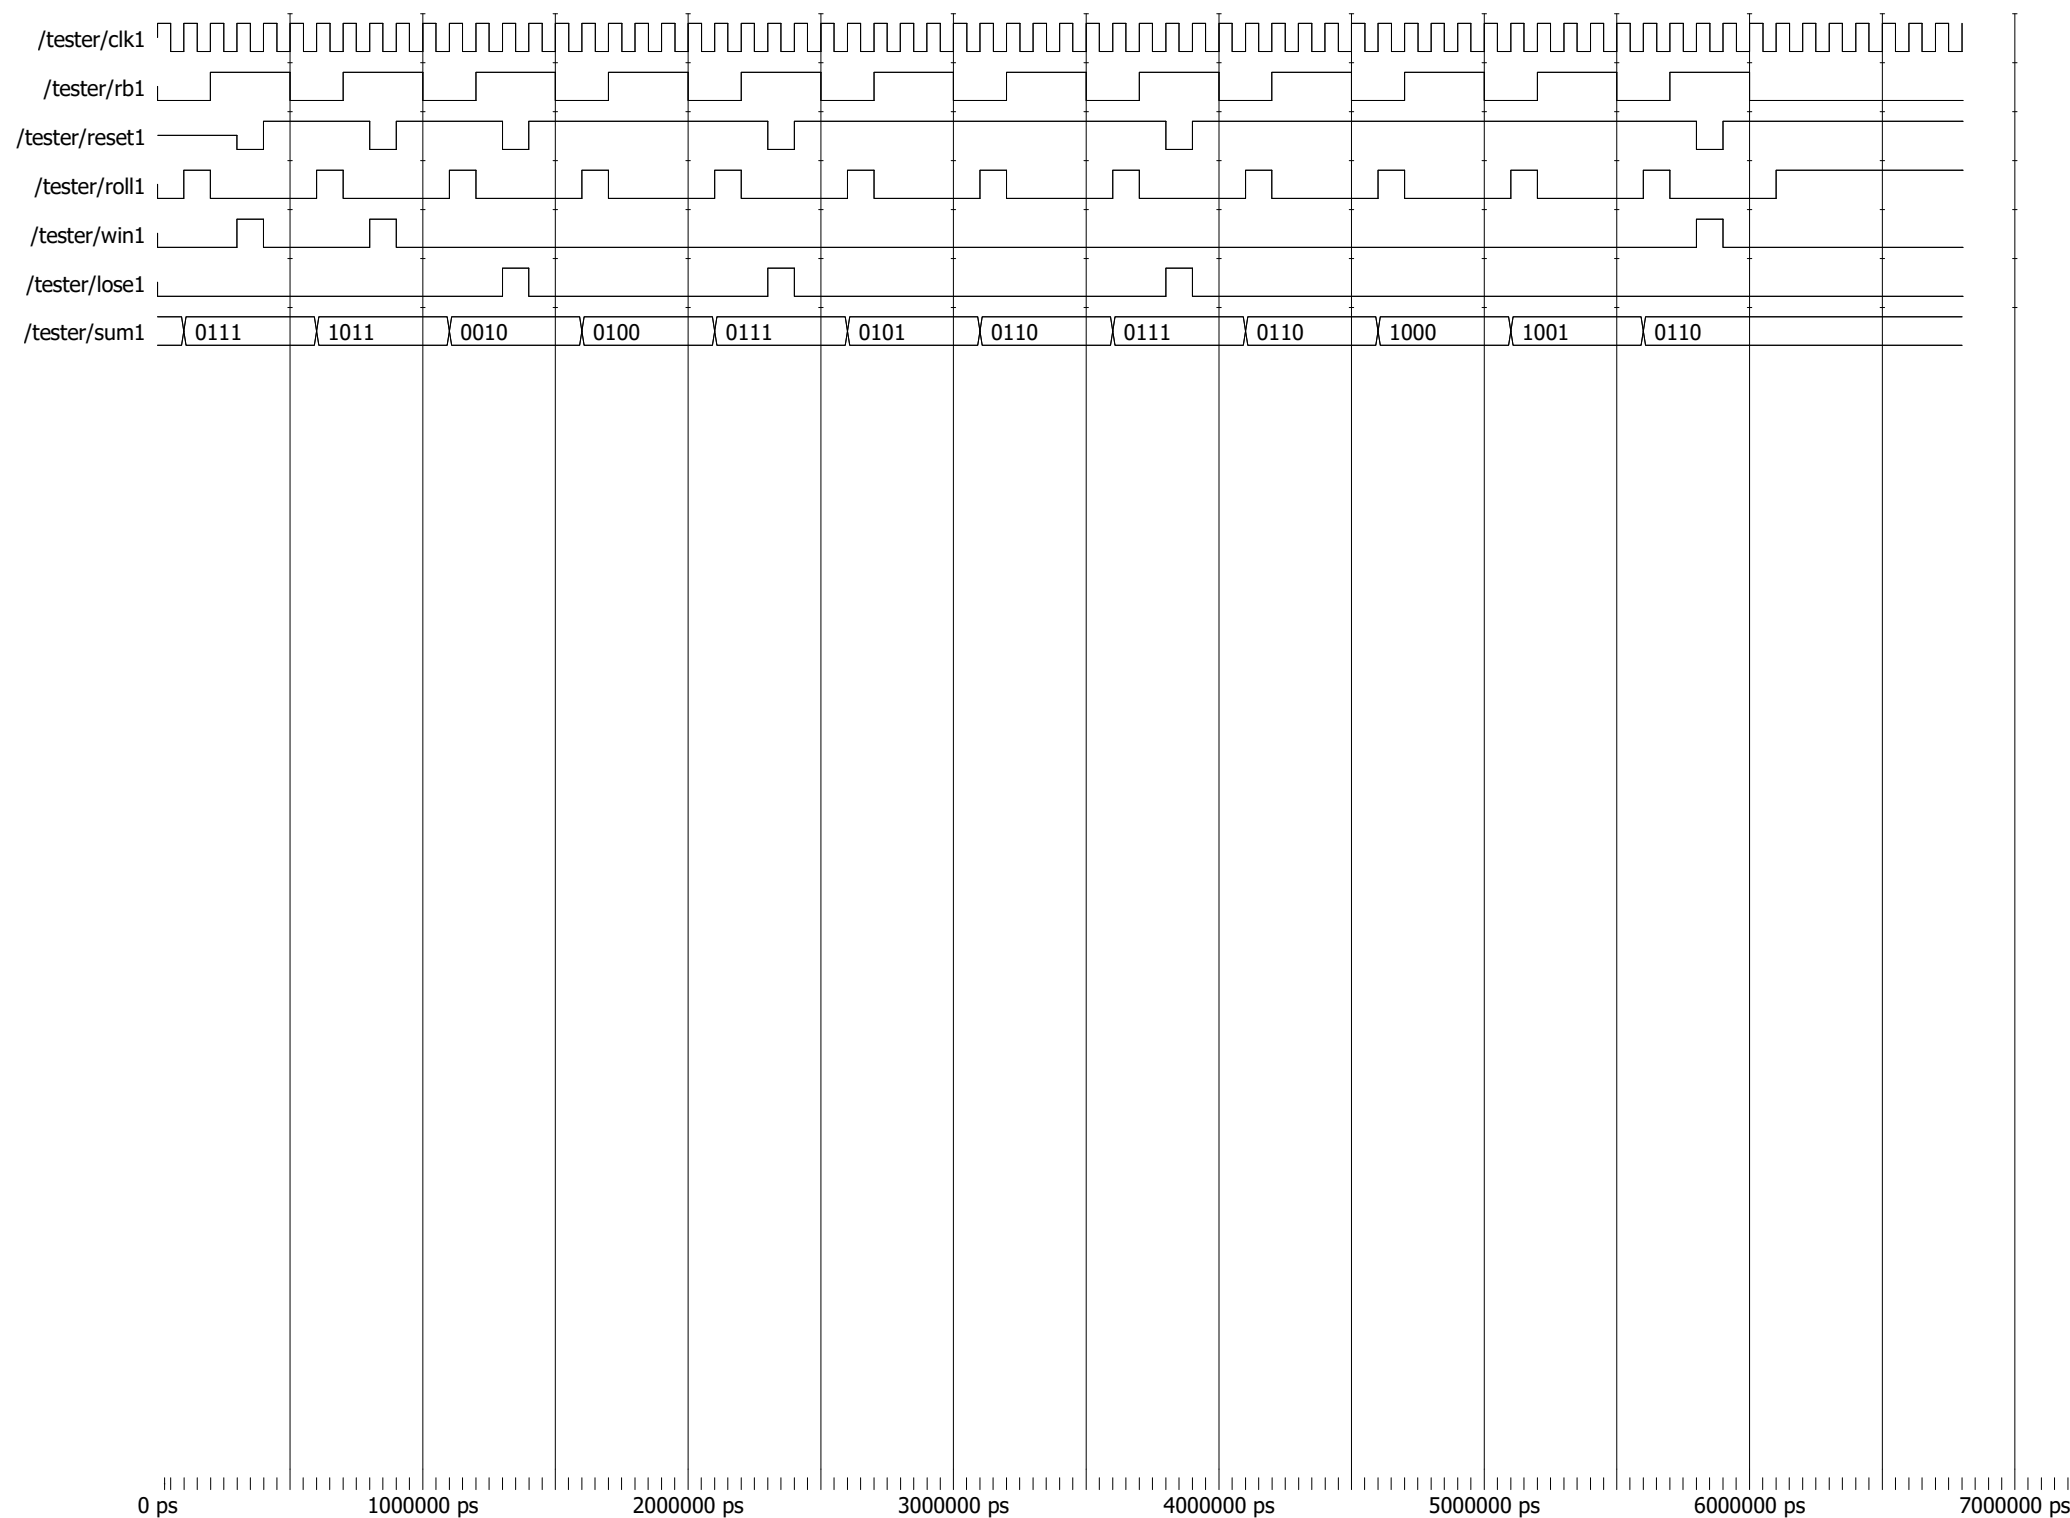 /tester/clk1
/tester/rb1
/tester/reset1
/tester/roll1
/tester/win1
/tester/lose1
/tester/sum1 0111 1011 0010 0100 0111 0101 0110 0111 0110 1000 1001 0110
0 ps 1000000 ps 2000000 ps 3000000 ps 4000000 ps 5000000 ps 6000000 ps 7000000 ps